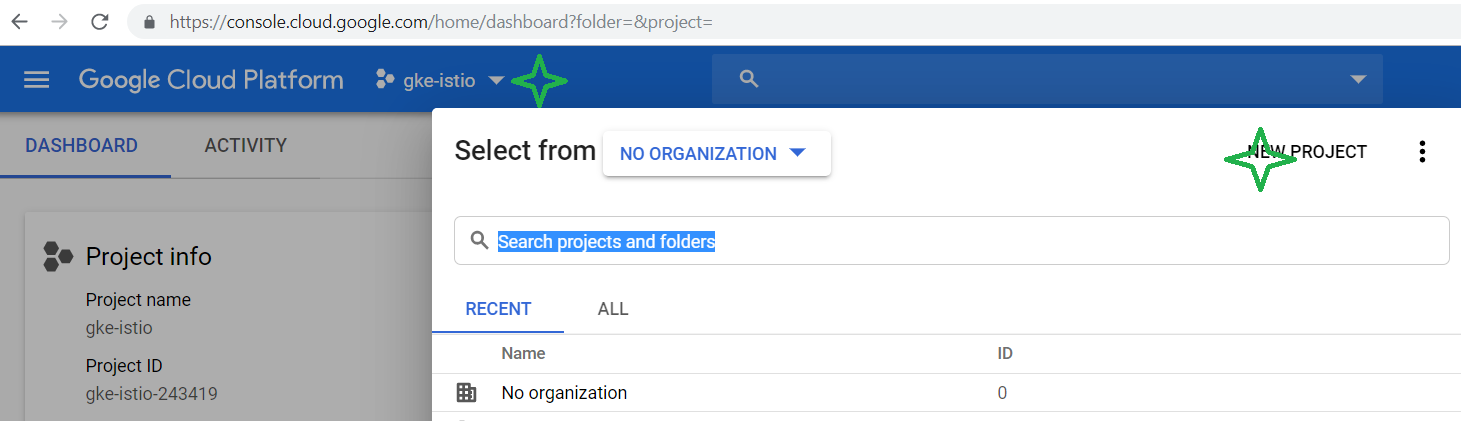 https://console.cloud.google.com/home/dashboard?folder=&project=
Google Cloud Platform gke-istio
DASHBOARD ACTIVITY
Select from NO ORGANIZATION NEW PROJECT
Search projects and folders
Project info
Project name
gke-istio
Project ID
gke-istio-243419
RECENT ALL
Name ID
No organization 0